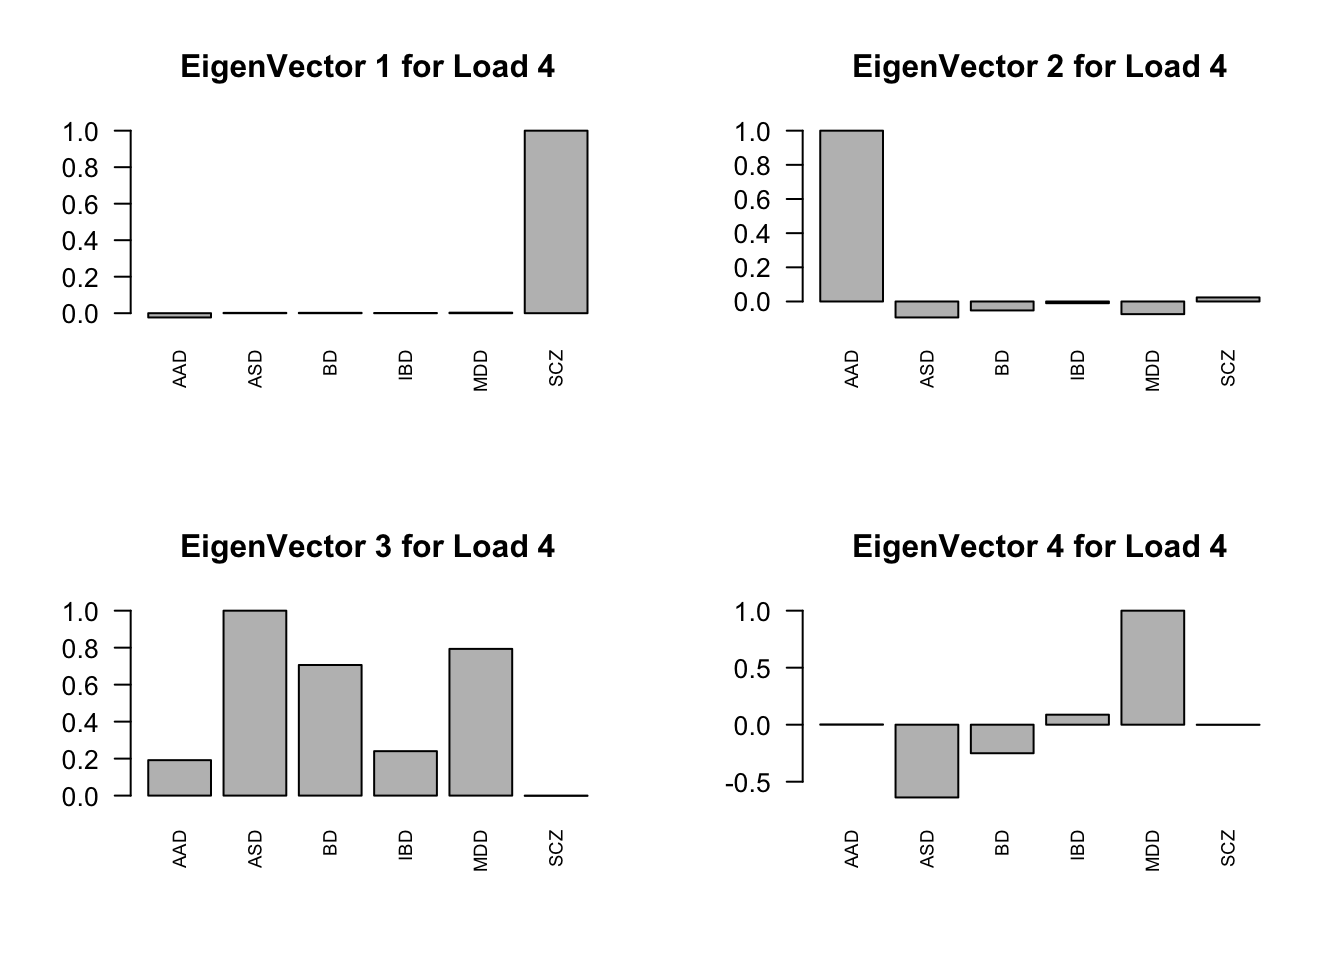 EigenVector 1 for Load 4
1.0
0.8
0.6
0.4
0.2
0.0
AAD
ASD
BD
IBD
MDD
SCZ
EigenVector 2 for Load 4
1.0
0.8
0.6
0.4
0.2
0.0
AAD
ASD
BD
IBD
MDD
SCZ
EigenVector 3 for Load 4
1.0
0.8
0.6
0.4
0.2
0.0
AAD
ASD
BD
IBD
MDD
SCZ
EigenVector 4 for Load 4
1.0
0.5
0.0
-0.5
AAD
ASD
BD
IBD
MDD
SCZ